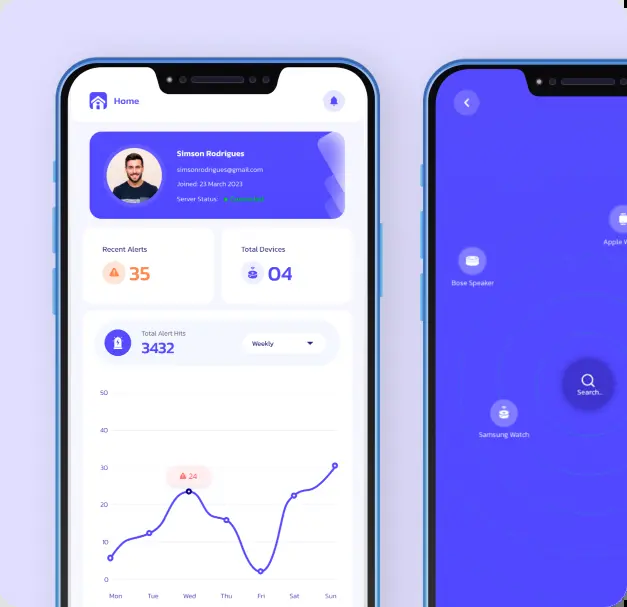 Home
Simson Rodrigues
simsonrodrigues@gmail.com
Joined: 23 March 2023
Server Status:
Recent Alerts
35
Total Devices
04
Total Alert Hits
3432
Weekly
50
40
30
20
10
0
24
Mon Tue Wed Thu Fri Sat Sun
Apple W
Bose Speaker
Search..
Samsung Watch